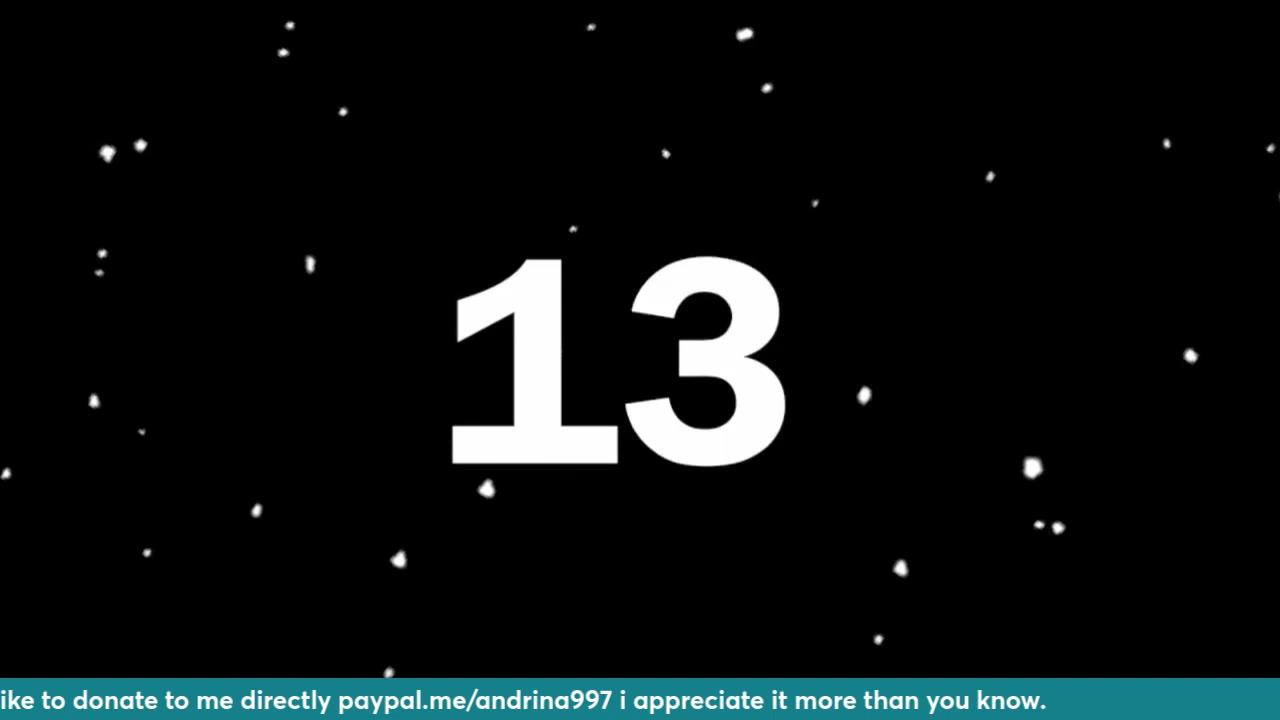 13
ike to donate to me directly paypal.me/andrina997 i appreciate it more than you know.